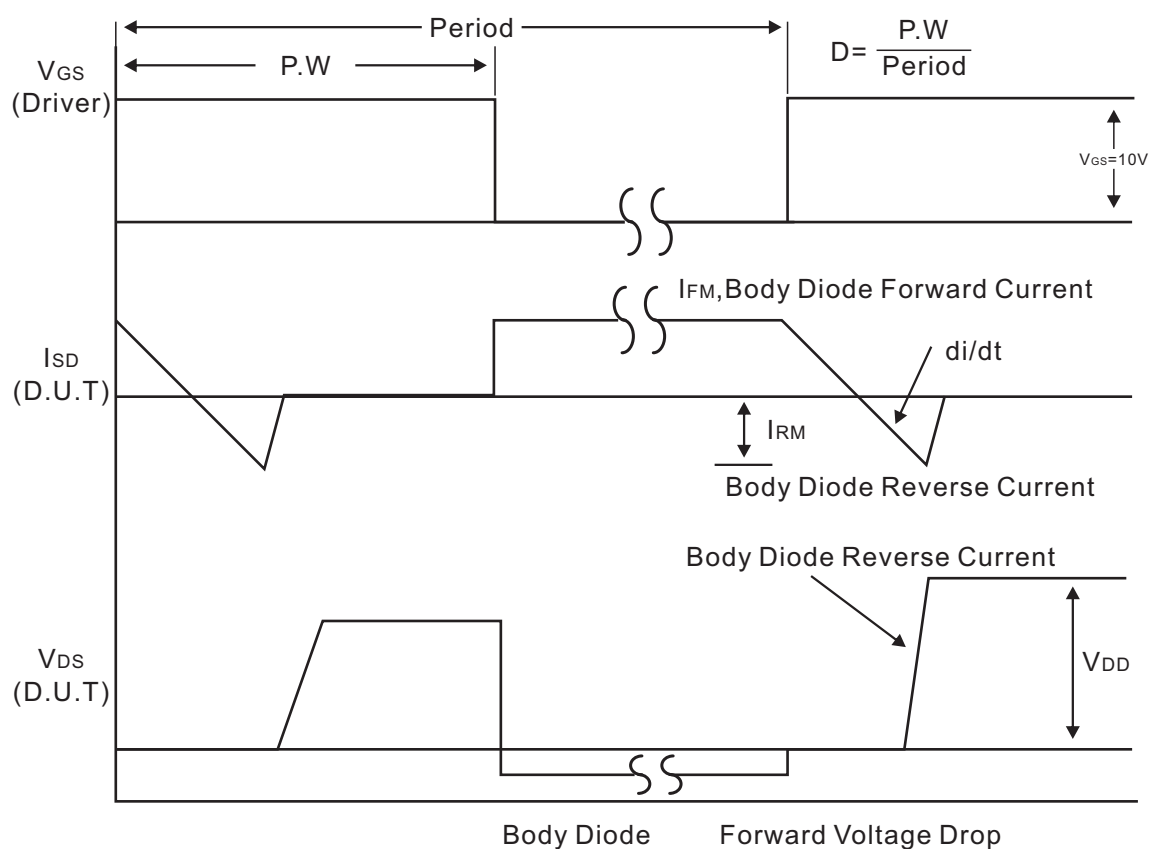 Period
P.W
D= P.W
Period
VGS
(Driver)
VGS=10V
IFM,Body Diode Forward Current
ISD
(D.U.T)
di/dt
IRM
Body Diode Reverse Current
Body Diode Reverse Current
VDS
(D.U.T)
VDD
Body Diode Forward Voltage Drop